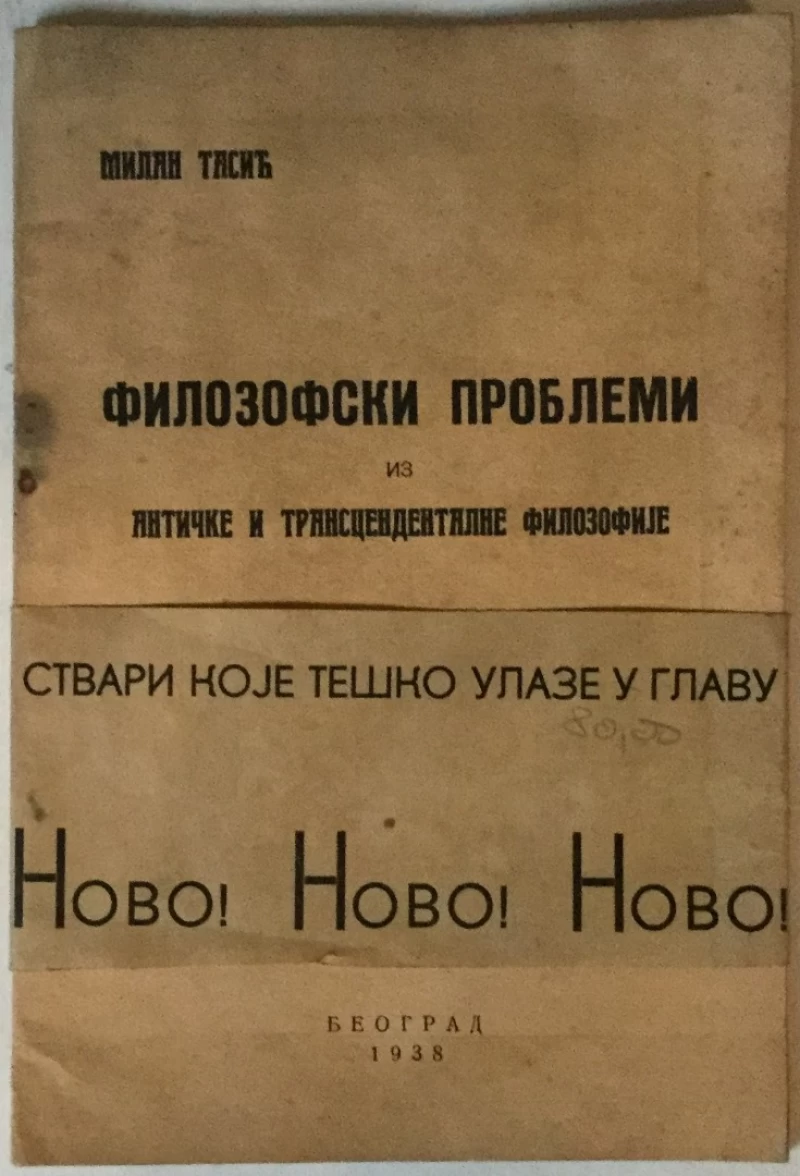 МИЛАН ТАСИЋ
ФИЛОЗОФСКИ ПРОБЛЕМИ
ИЗ
АНТИЧКЕ И ТРАНСЦЕНДЕНТАЛНЕ ФИЛОЗОФИЈЕ
СТВАРИ КОЈЕ ТЕШКО УЛАЗЕ У ГЛАВУ
80,00
Ново! Ново! Ново!
БЕОГРАД
1938